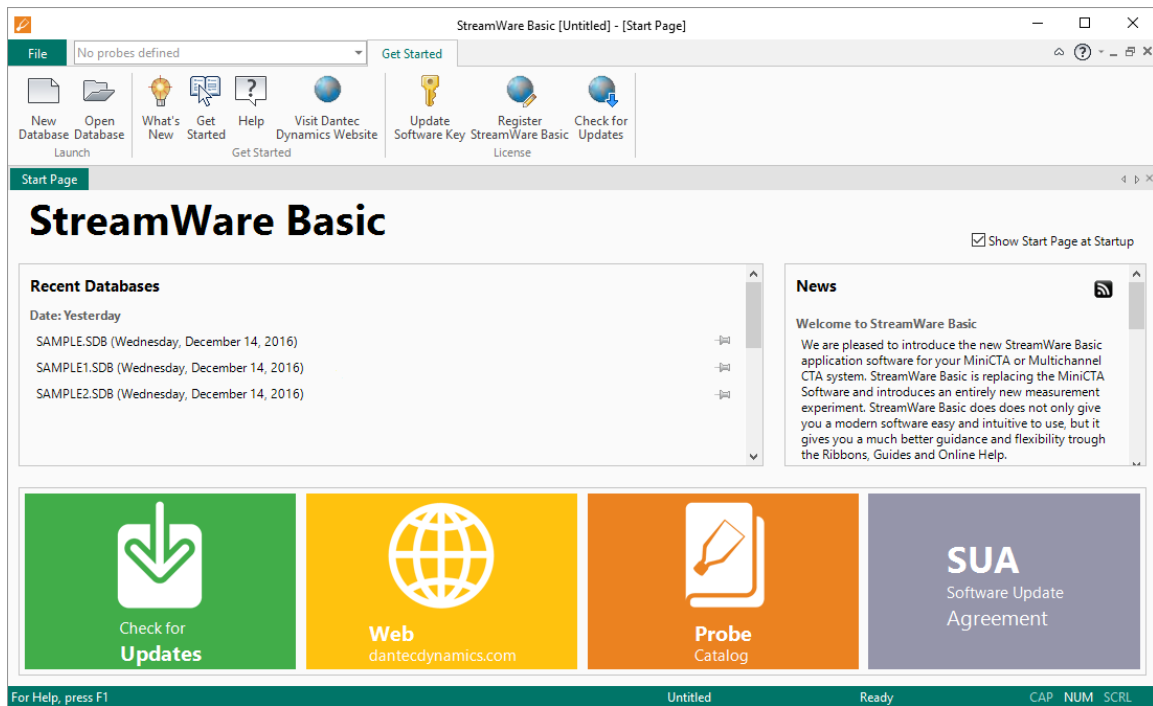 StreamWare Basic [Untitled] - [Start Page]
File
No probes defined
Get Started
?
New Database
Open Database
What's New
Get Started
?
Help
Visit Dantec Dynamics Website
Update Software Key
Register StreamWare Basic
Check for Updates
Launch
Get Started
License
Start Page
StreamWare Basic
Show Start Page at Startup
Recent Databases
Date: Yesterday
SAMPLE.SDB (Wednesday, December 14, 2016)
SAMPLE1.SDB (Wednesday, December 14, 2016)
SAMPLE2.SDB (Wednesday, December 14, 2016)
News
Welcome to StreamWare Basic
We are pleased to introduce the new StreamWare Basic
application software for your MiniCTA or Multichannel
CTA system. StreamWare Basic is replacing the MiniCTA
Software and introduces an entirely new measurement
experiment. StreamWare Basic does does not only give
you a modern software easy and intuitive to use, but it
gives you a much better guidance and flexibility trough
the Ribbons, Guides and Online Help.
Check for
Updates
Web
dantecdynamics.com
Probe
Catalog
SUA
Software Update
Agreement
For Help, press F1
Untitled
Ready
CAP NUM SCRL